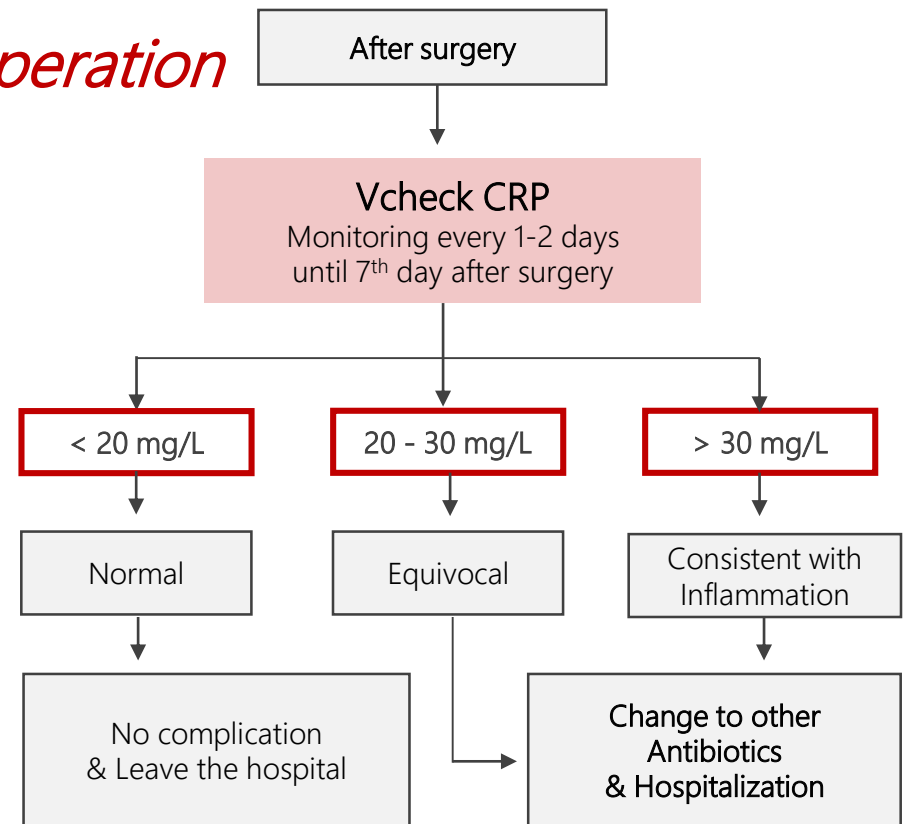 peration
After surgery
Vcheck CRP
Monitoring every 1-2 days
until 7th day after surgery
< 20 mg/L
20 - 30 mg/L
> 30 mg/L
Normal
Equivocal
Consistent with
Inflammation
No complication
& Leave the hospital
Change to other
Antibiotics
& Hospitalization